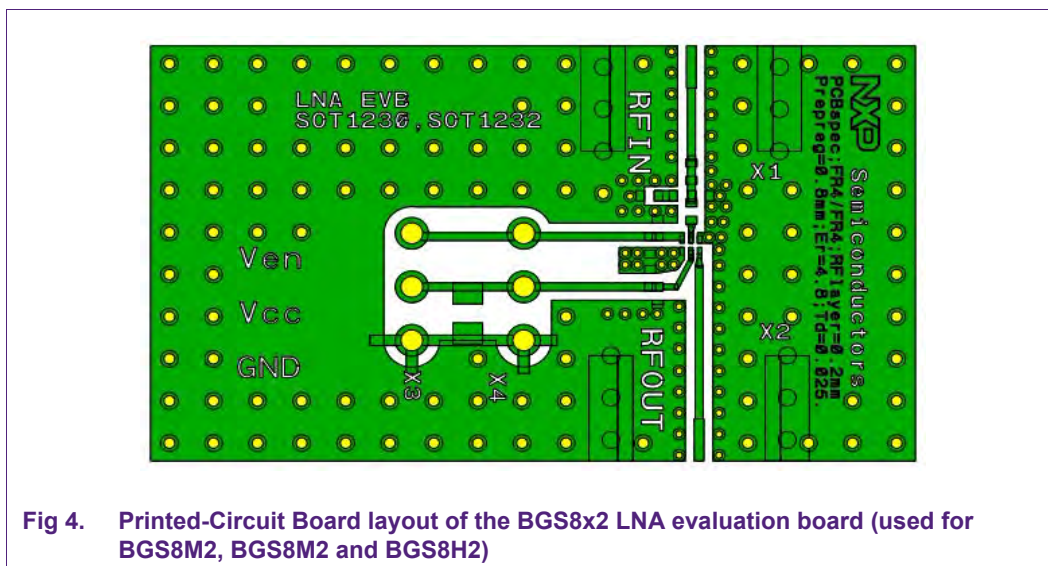 LNA EVB
SOT1230,SOT1232
RFIN
X1
NXP Semiconductors
PCBspec:FR4/FR4;RFlayer=0.2mm
Prepreg=0.8mm;Er=4.8;Td=0.025.
Ven
Vcc
GND
X3
X4
RFOUT
X2
Fig 4. Printed-Circuit Board layout of the BGS8x2 LNA evaluation board (used for
BGS8M2, BGS8M2 and BGS8H2)